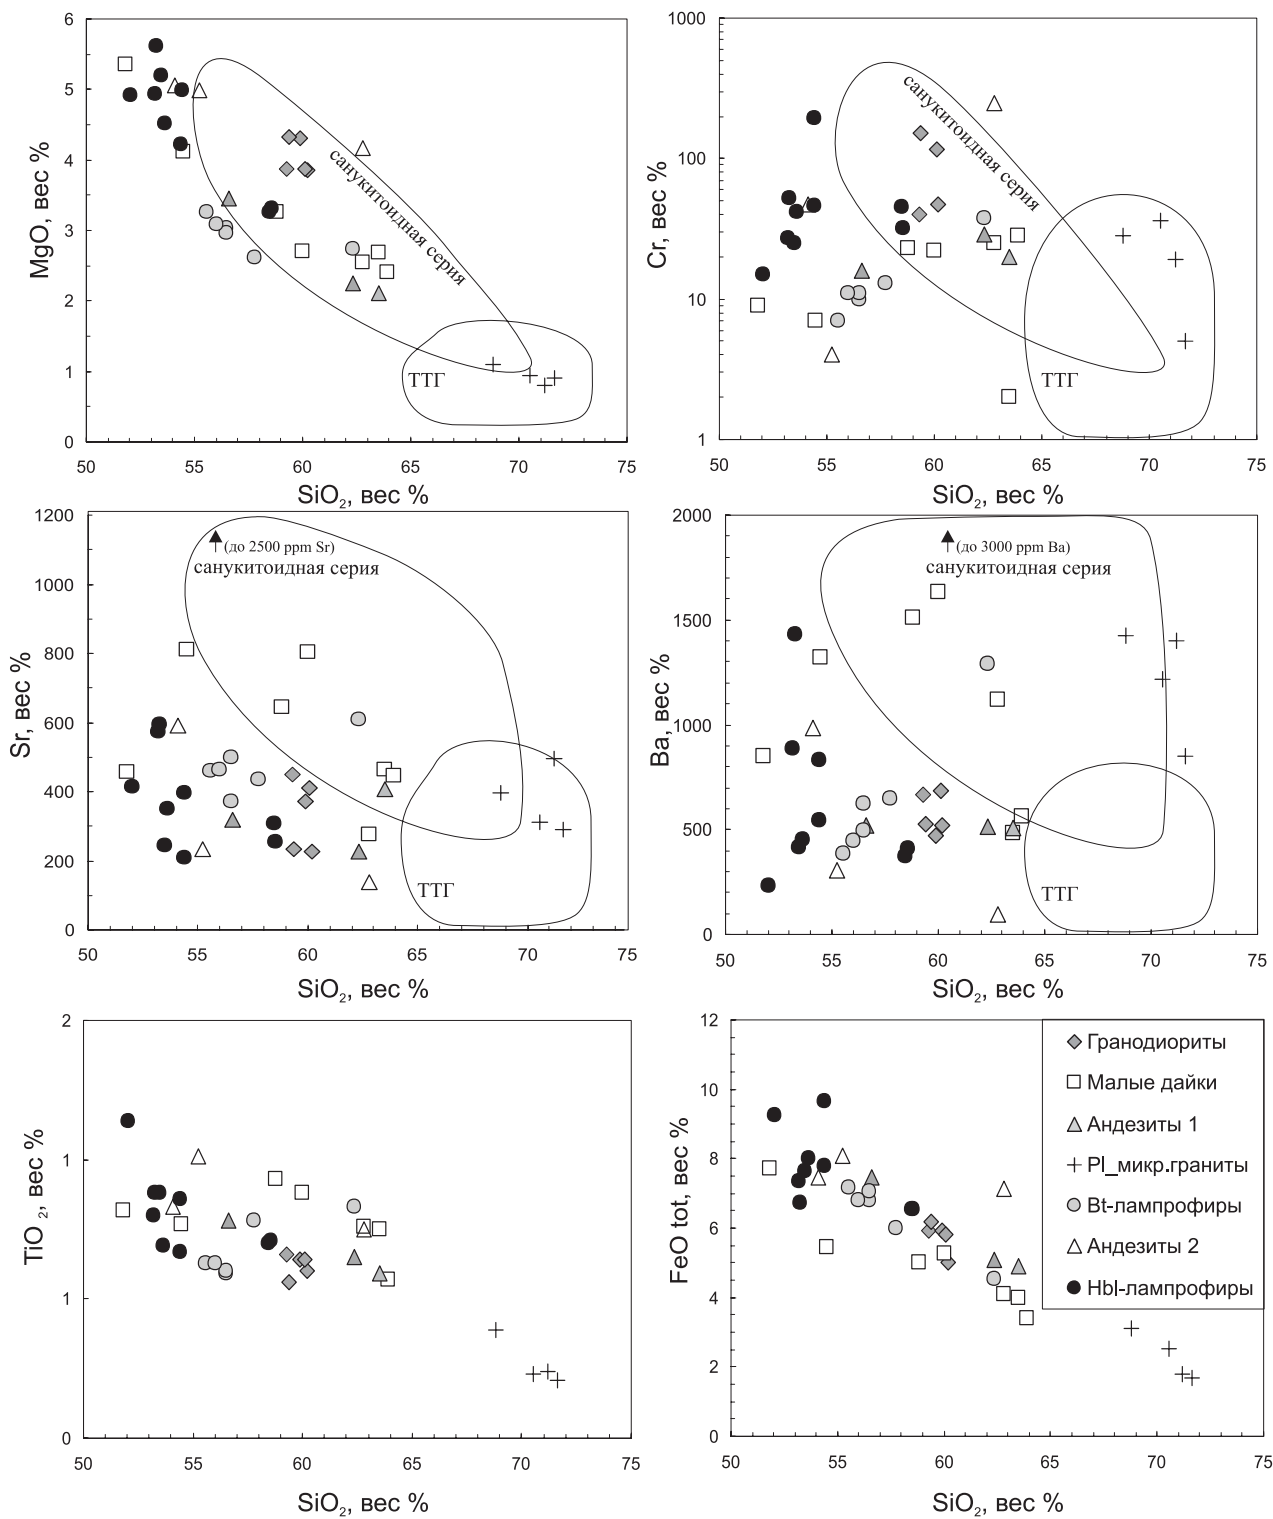 6
5
4
3
2
1
0
MgO, вес %
санукитоидная серия
ТТГ
50 55 60 65 70 75
SiO2, вес %
1000
100
10
1
Cr, вес %
санукитоидная серия
ТТГ
50 55 60 65 70 75
SiO2, вес %
1200
1000
800
600
400
200
0
Sr, вес %
(до 2500 ppm Sr)
санукитоидная серия
ТТГ
50 55 60 65 70 75
SiO2, вес %
2000
1500
1000
500
0
Ba, вес %
(до 3000 ppm Ba)
санукитоидная серия
ТТГ
50 55 60 65 70 75
SiO2, вес %
2
1
1
0
TiO2, вес %
50 55 60 65 70 75
SiO2, вес %
12
10
8
6
4
2
0
FeO tot, вес %
Гранодиориты
Малые дайки
Андезиты 1
Pl_микр.граниты
Bt-лампрофиры
Андезиты 2
Hbl-лампрофиры
50 55 60 65 70 75
SiO2, вес %